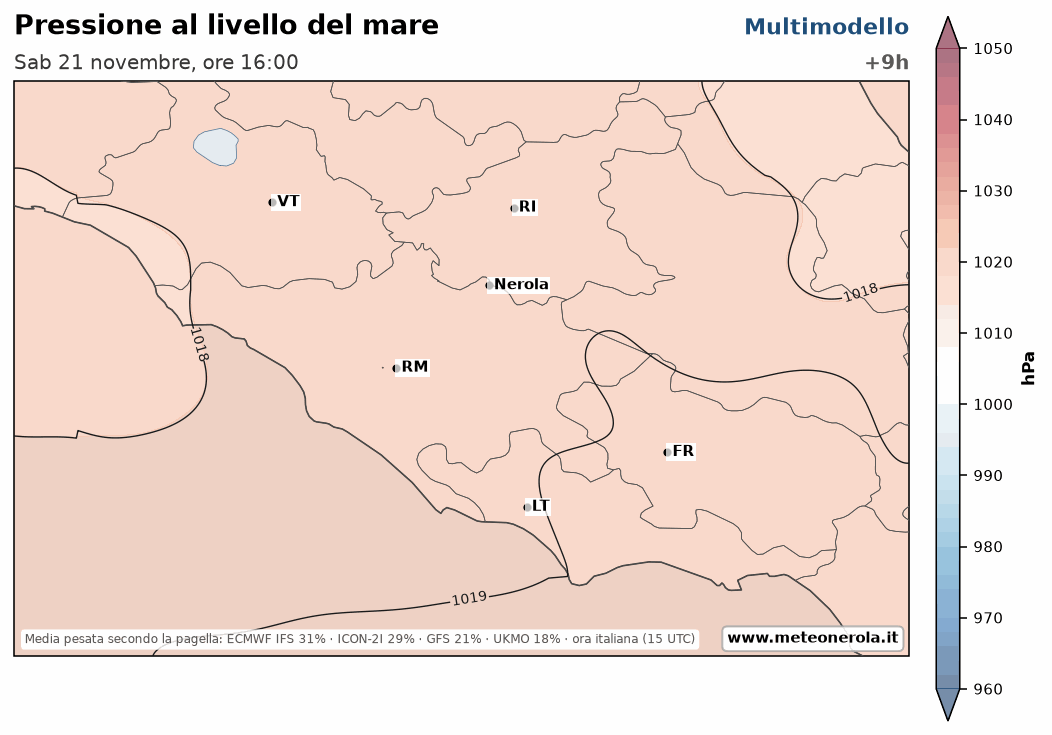 Pressione al livello del mare
Multimodello
Sab 21 novembre, ore 16:00
+9h
1050
1040
1030
1020
1010
1000
990
980
970
960
hPa
VT
RI
Nerola
1018
1018
RM
FR
LT
1019
Media pesata secondo la pagella: ECMWF IFS 31% · ICON-2I 29% · GFS 21% · UKMO 18% · ora italiana (15 UTC)
www.meteonerola.it